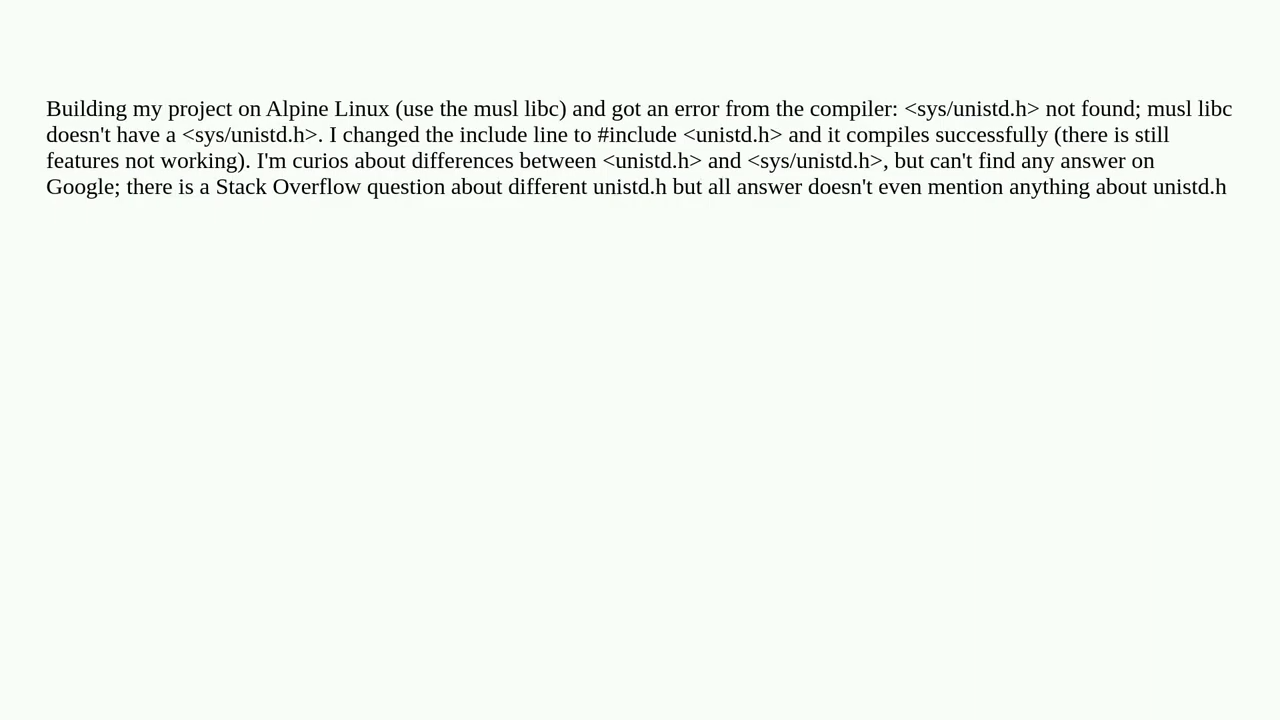 Building my project on Alpine Linux (use the musl libc) and got an error from the compiler: <sys/unistd.h> not found; musl libc
doesn't have a <sys/unistd.h>. I changed the include line to #include <unistd.h> and it compiles successfully (there is still
features not working). I'm curios about differences between <unistd.h> and <sys/unistd.h>, but can't find any answer on
Google; there is a Stack Overflow question about different unistd.h but all answer doesn't even mention anything about unistd.h